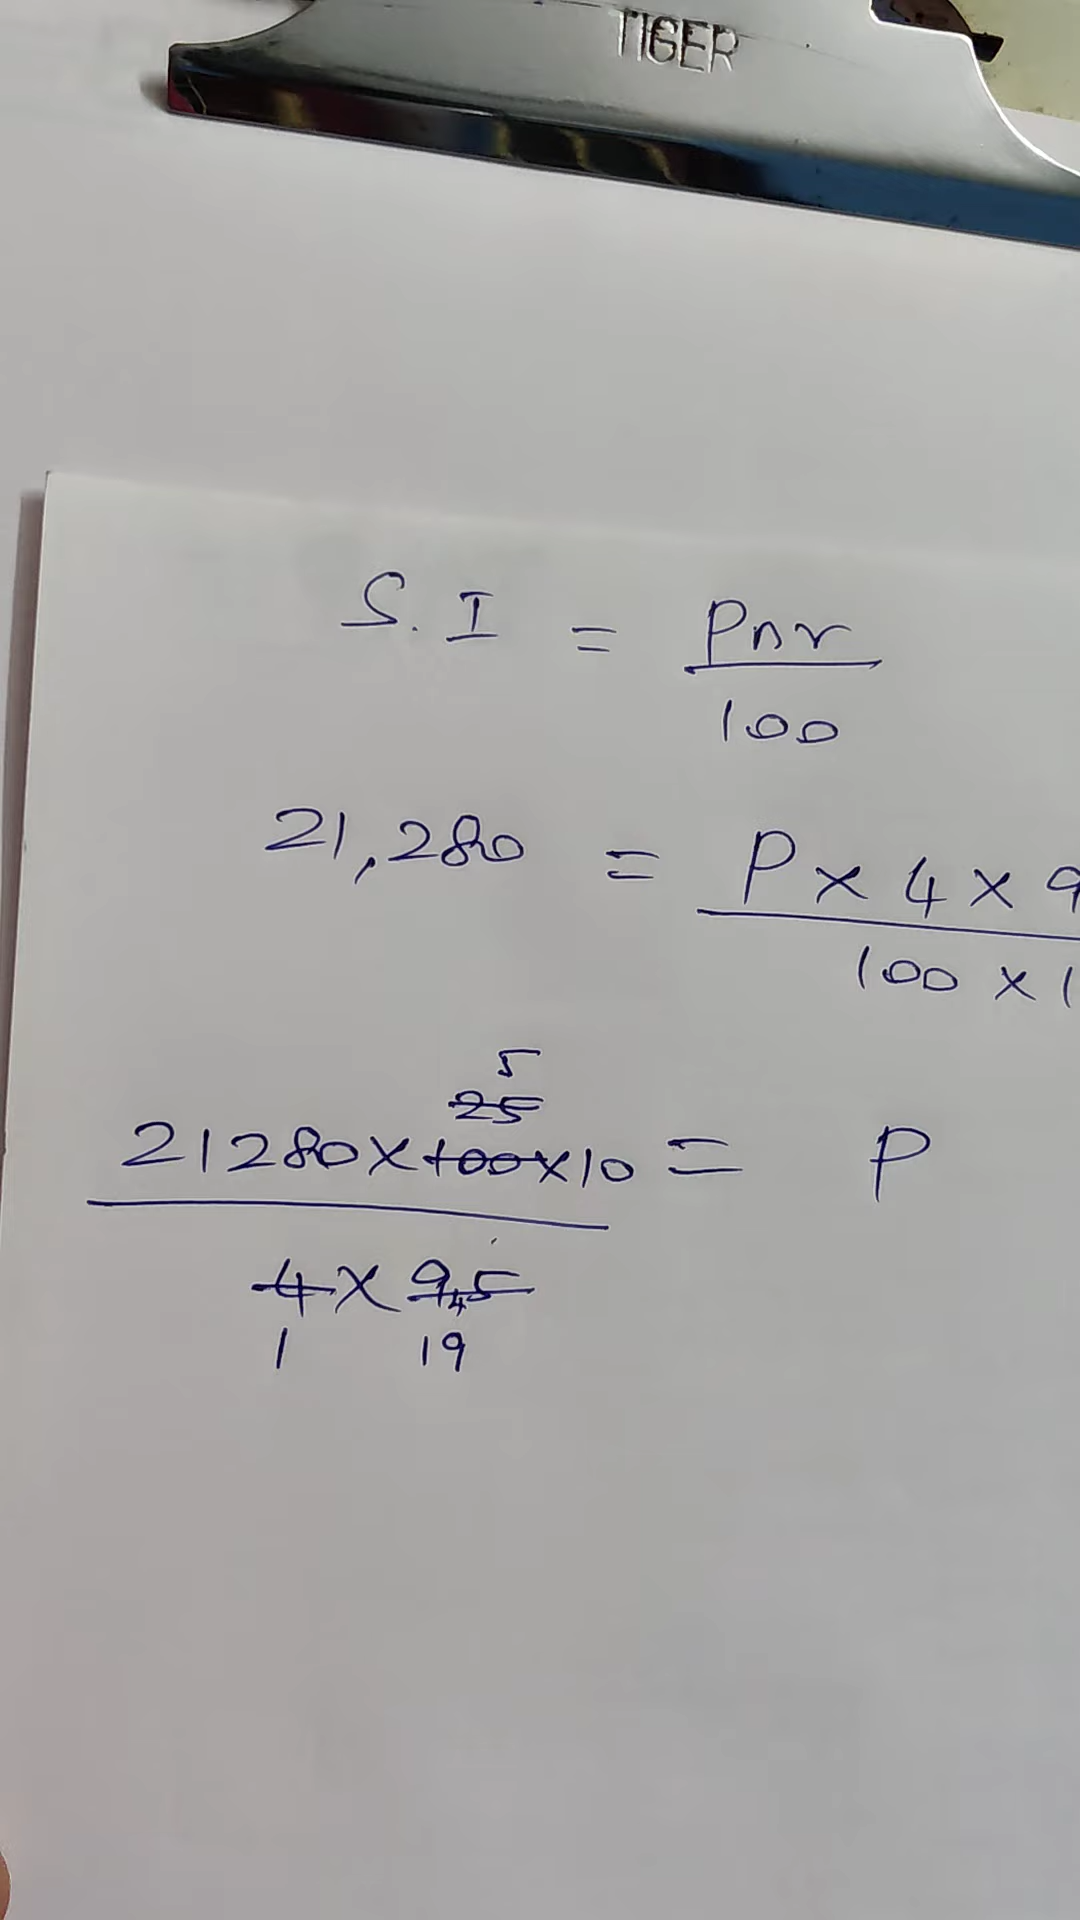 TIGER
S.I = Pnr
100
21,280 = P x 4 x 9
100 x 1
5
25
21280 x 100 x 10 = P
4 x 9 4 5
1 19